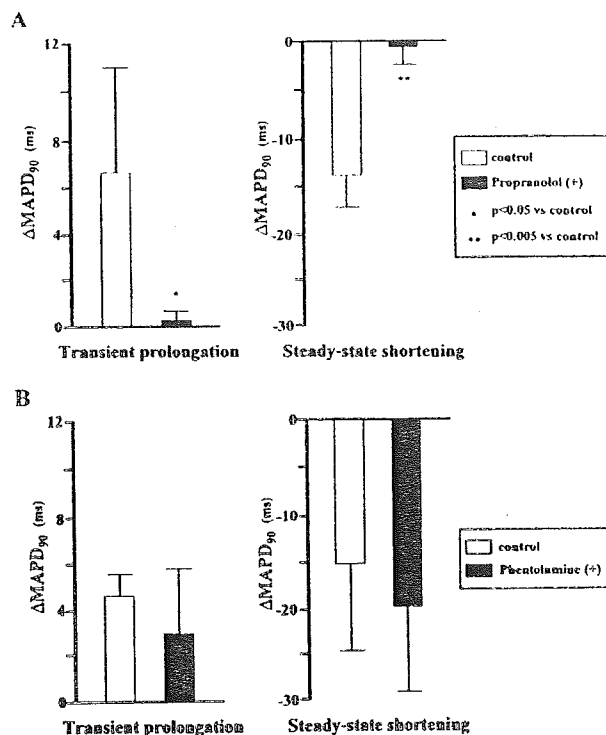 A
12
8
4
0
ΔMAPD90 (ms)
Transient prolongation
0
-10
-20
-30
ΔMAPD90 (ms)
Steady-state shortening
control
Propranolol (+)
* p<0.05 vs control
** p<0.005 vs control
B
12
8
4
0
ΔMAPD90 (ms)
Transient prolongation
0
-10
-20
-30
ΔMAPD90 (ms)
Steady-state shortening
control
Phentolamine (+)